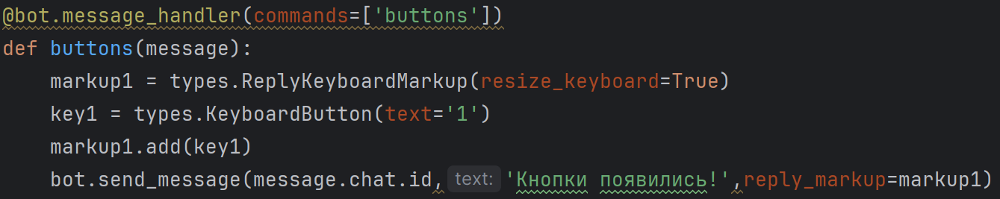 @bot.message_handler(commands=['buttons'])
def buttons(message):
    markup1 = types.ReplyKeyboardMarkup(resize_keyboard=True)
    key1 = types.KeyboardButton(text='1')
    markup1.add(key1)
    bot.send_message(message.chat.id, text: 'Кнопки появились!',reply_markup=markup1)